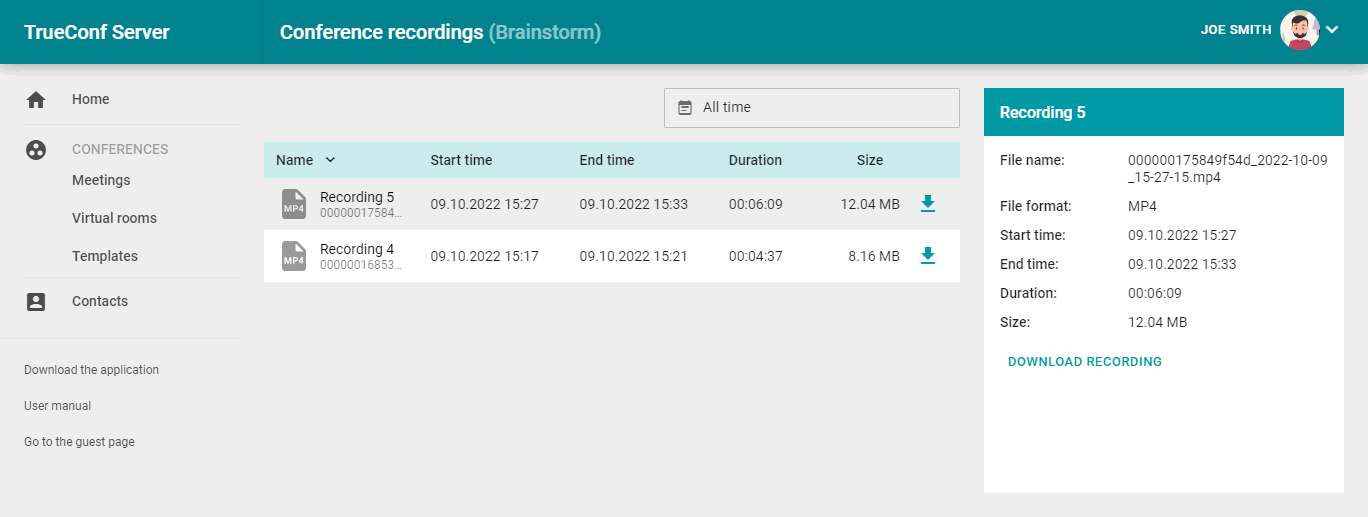 TrueConf Server
Conference recordings (Brainstorm)
JOE SMITH
Home
CONFERENCES
Meetings
Virtual rooms
Templates
Contacts
Download the application
User manual
Go to the guest page
All time
Name Start time End time Duration Size
MP4 Recording 5 09.10.2022 15:27 09.10.2022 15:33 00:06:09 12.04 MB
00000017584...
MP4 Recording 4 09.10.2022 15:17 09.10.2022 15:21 00:04:37 8.16 MB
00000016853...
Recording 5
File name: 000000175849f54d_2022-10-09
_15-27-15.mp4
File format: MP4
Start time: 09.10.2022 15:27
End time: 09.10.2022 15:33
Duration: 00:06:09
Size: 12.04 MB
DOWNLOAD RECORDING